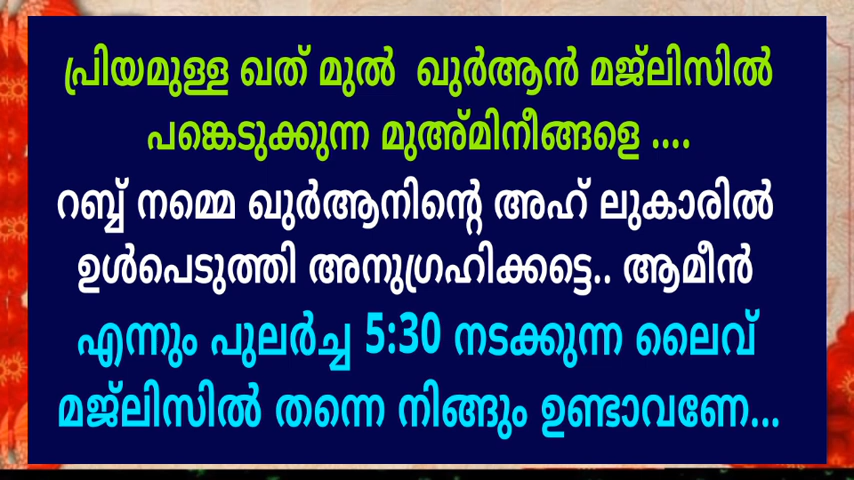 പ്രിയമുള്ള ഖത് മുൽ ഖുർആൻ മജ്ലിസിൽ
പങ്കെടുക്കുന്ന മുഅ്മിനീങ്ങളെ ....
റബ്ബ് നമ്മെ ഖുർആനിന്റെ അഹ് ലുകാരിൽ
ഉൾപെടുത്തി അനുഗ്രഹിക്കട്ടെ.. ആമീൻ
എന്നും പുലർച്ച 5:30 നടക്കുന്ന ലൈവ്
മജ്ലിസിൽ തന്നെ നിങ്ങും ഉണ്ടാവണേ...